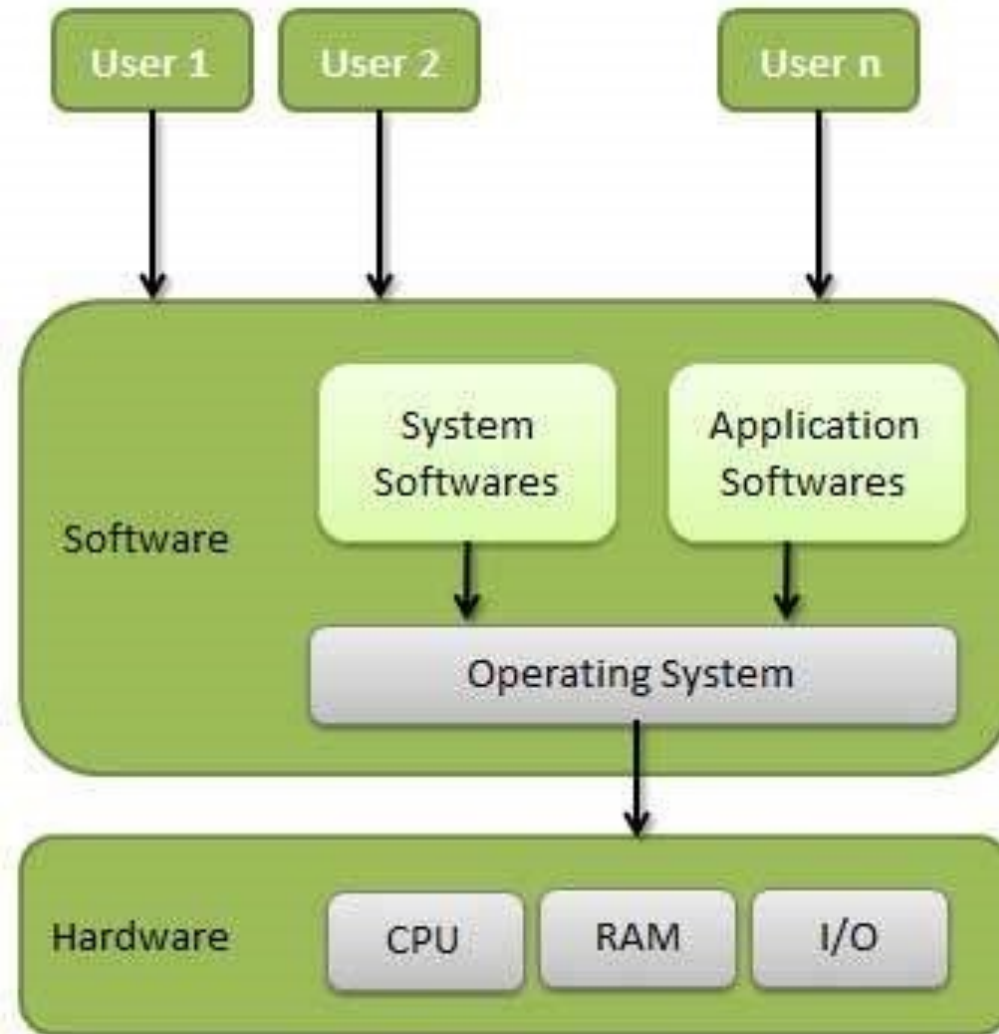 User 1
User 2
User n
System
Softwares
Application
Softwares
Software
Operating System
Hardware
CPU
RAM
I/O